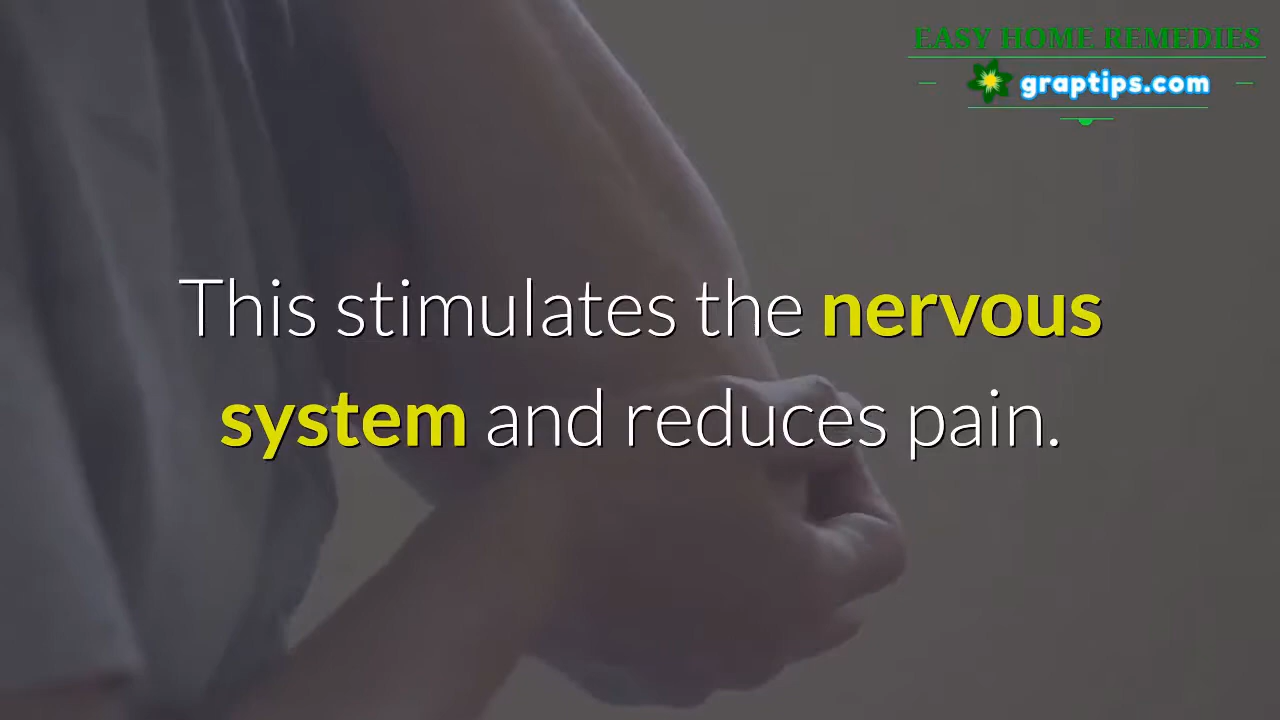 EASY HOME REMEDIES
graptips.com
This stimulates the nervous
system and reduces pain.